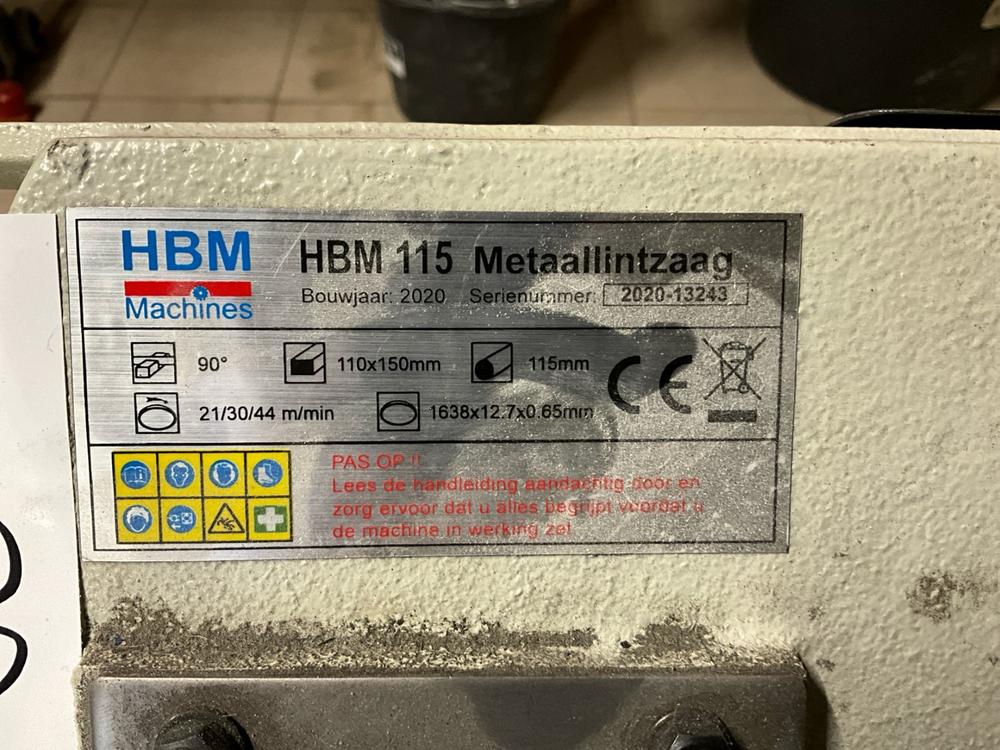 HBM
Machines
HBM 115 Metaallintzaag
Bouwjaar: 2020 Serienummer: 2020-13243
90° 110x150mm 115mm CE
21/30/44 m/min 1638x12.7x0.65mm
PAS OP !!
Lees de handleiding aandachtig door en
zorg ervoor dat u alles begrijpt voordat u
de machine in werking zet